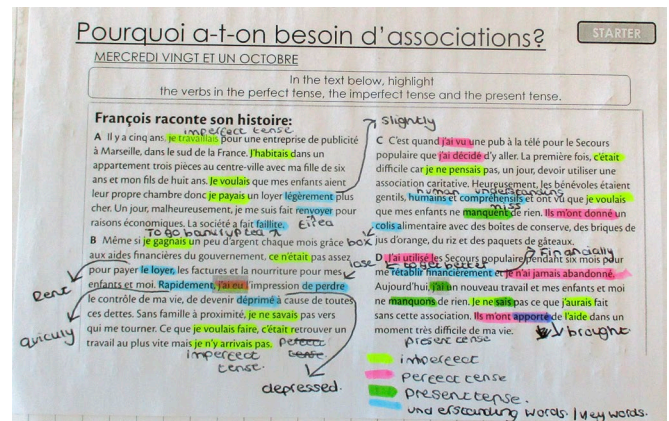 Pourquoi a-t-on besoin d'associations?
STARTER
MERCREDI VINGT ET UN OCTOBRE
In the text below, highlight
the verbs in the perfect tense, the imperfect tense and the present tense.
François raconte son histoire:
imperfect tense
A Il y a cinq ans, je travaillais pour une entreprise de publicité
à Marseille, dans le sud de la France. J'habitais dans un
appartement trois pièces au centre-ville avec ma fille de six
ans et mon fils de huit ans. Je voulais que mes enfants aient
leur propre chambre donc je payais un loyer légèrement plus
cher. Un jour, malheureusement, je me suis fait renvoyer pour
raisons économiques. La société a fait faillite.
fired
To go bankrupt
B Même si je gagnais un peu d'argent chaque mois grâce
aux aides financières du gouvernement, ce n'était pas assez
pour payer le loyer, les factures et la nourriture pour mes
enfants et moi. Rapidement, j'ai eu l'impression de perdre
le contrôle de ma vie, de devenir déprimé à cause de toutes
ces dettes. Sans famille à proximité, je ne savais pas vers
qui me tourner. Ce que je voulais faire, c'était retrouver un
travail au plus vite mais je n'y arrivais pas.
Rent
quickly
imperfect
tense.
perfect
tense.
depressed.
lose
box
slightly
C C'est quand j'ai vu une pub à la télé pour le Secours
populaire que j'ai décidé d'y aller. La première fois, c'était
difficile car je ne pensais pas, un jour, devoir utiliser une
association caritative. Heureusement, les bénévoles étaient
human understanding
gentils, humains et compréhensifs et ont vu que je voulais
miss
que mes enfants ne manquent de rien. Ils m'ont donné un
colis alimentaire avec des boîtes de conserve, des briques de
jus d'orange, du riz et des paquets de gâteaux.
Financially
D J'ai utilisé les Secours populaire pendant six mois pour
to get better
me rétablir financièrement et je n'ai jamais abandonné.
Aujourd'hui, j'ai un nouveau travail et mes enfants et moi
ne manquons de rien. Je ne sais pas ce que j'aurais fait
sans cette association. Ils m'ont apporté de l'aide dans un
moment très difficile de ma vie.
brought
present tense
imperfect
perfect tense
present tense.
understanding words. / key words.